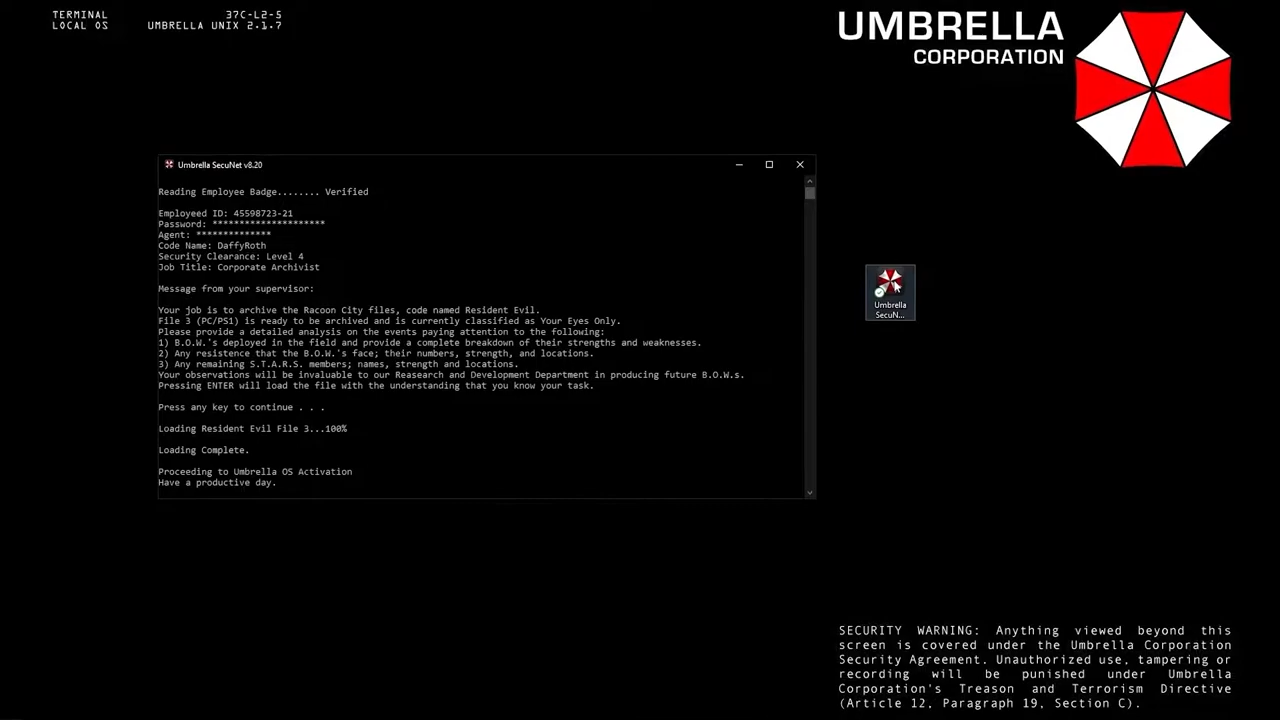 TERMINAL 37C-L2-5
LOCAL OS UMBRELLA UNIX 2.1.7
UMBRELLA
CORPORATION
Umbrella SecuNet v8.20
Reading Employee Badge........ Verified
Employeed ID: 45598723-21
Password: *********************
Agent: **************
Code Name: DaffyRoth
Security Clearance: Level 4
Job Title: Corporate Archivist
Message from your supervisor:
Your job is to archive the Racoon City files, code named Resident Evil.
File 3 (PC/PS1) is ready to be archived and is currently classified as Your Eyes Only.
Please provide a detailed analysis on the events paying attention to the following:
1) B.O.W.'s deployed in the field and provide a complete breakdown of their strengths and weaknesses.
2) Any resistence that the B.O.W.'s face; their numbers, strength, and locations.
3) Any remaining S.T.A.R.S. members; names, strength and locations.
Your observations will be invaluable to our Reasearch and Development Department in producing future B.O.W.s.
Pressing ENTER will load the file with the understanding that you know your task.
Press any key to continue . . .
Loading Resident Evil File 3...100%
Loading Complete.
Proceeding to Umbrella OS Activation
Have a productive day.
Umbrella
SecuN...
SECURITY WARNING: Anything viewed beyond this
screen is covered under the Umbrella Corporation
Security Agreement. Unauthorized use, tampering or
recording will be punished under Umbrella
Corporation's Treason and Terrorism Directive
(Article 12, Paragraph 19, Section C).